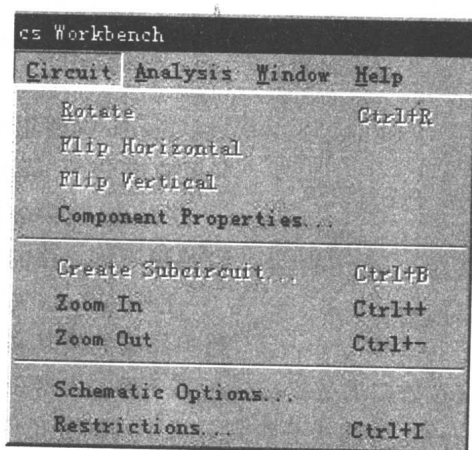 cs Workbench
Circuit Analysis Window Help
Rotate Ctrl+R
Flip Horizontal
Flip Vertical
Component Properties...
Create Subcircuit... Ctrl+B
Zoom In Ctrl++
Zoom Out Ctrl+-
Schematic Options...
Restrictions... Ctrl+I